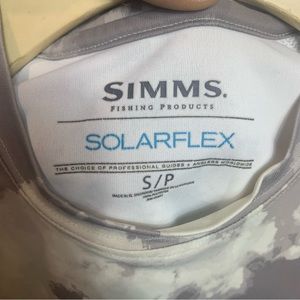 SIMMS.
FISHING PRODUCTS
SOLARFLEX
THE CHOICE OF PROFESSIONAL GUIDES & ANGLERS WORLDWIDE
S/P